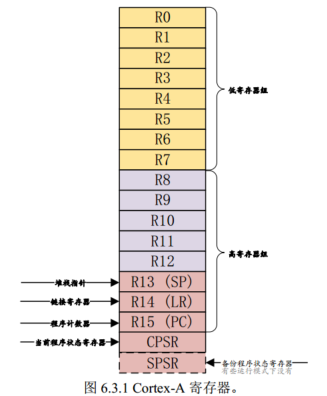 R0
R1
R2
R3
R4
R5
R6
R7
低寄存器组
R8
R9
R10
R11
R12
高寄存器组
堆栈指针
R13 (SP)
链接寄存器
R14 (LR)
程序计数器
R15 (PC)
当前程序状态寄存器
CPSR
SPSR
备份程序状态寄存器
有些运行模式下没有
图 6.3.1 Cortex-A 寄存器。